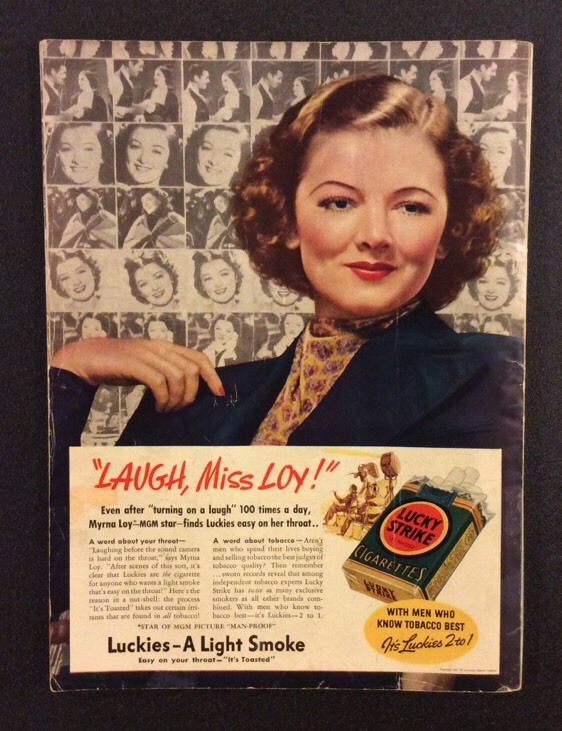 "LAUGH, Miss LOY!"
Even after "turning on a laugh" 100 times a day,
Myrna Loy*-MGM star-finds Luckies easy on her throat..
A word about your throat—
"Laughing before the sound camera
is hard on the throat," says Myrna
Loy. "After scenes of this sort, it's
clear that Luckies are the cigarette
for anyone who wants a light smoke
that's easy on the throat!" Here's the
reason in a nut-shell: the process
"It's Toasted" takes out certain irri-
tants that are found in all tobacco!
A word about tobacco—Aren't
men who spend their lives buying
and selling tobacco the best judges of
tobacco quality? Then remember
...sworn records reveal that among
independent tobacco experts Lucky
Strike has twice as many exclusive
smokers as all other brands com-
bined. With men who know to-
bacco best—it's Luckies—2 to 1.
*STAR OF MGM PICTURE "MAN-PROOF"
Luckies-A Light Smoke
Easy on your throat-"It's Toasted"
LUCKY
STRIKE
CIGARETTES
LUCKY
STRIKE
WITH MEN WHO
KNOW TOBACCO BEST
It's Luckies 2 to 1